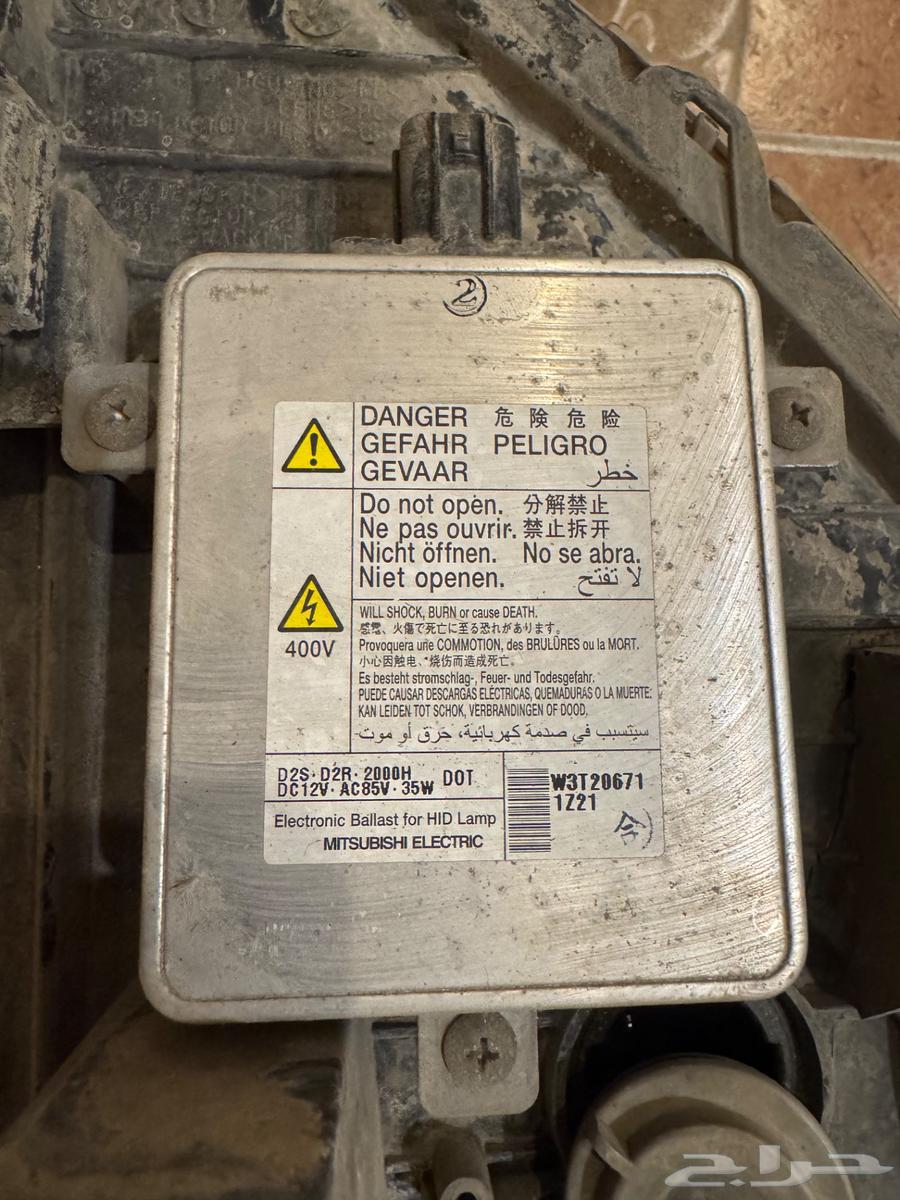 2
DANGER 危険危险
GEFAHR PELIGRO
GEVAAR خطر
Do not open. 分解禁止
Ne pas ouvrir. 禁止拆开
Nicht öffnen. No se abra.
Niet openen. لا تفتح
400V
WILL SHOCK, BURN or cause DEATH.
感電、火傷で死亡に至る恐れがあります。
Provoquera une COMMOTION, des BRULÛRES ou la MORT.
小心因触电、烧伤而造成死亡。
Es besteht stromschlag-, Feuer- und Todesgefahr.
PUEDE CAUSAR DESCARGAS ELÉCTRICAS, QUEMADURAS O LA MUERTE:
KAN LEIDEN TOT SCHOK, VERBRANDINGEN OF DOOD.
سيتسبب في صدمة كهربائية، حرق أو موت
D2S·D2R·2000H DOT
DC12V·AC85V·35W
Electronic Ballast for HID Lamp
MITSUBISHI ELECTRIC
W3T20671
1Z21
حراج